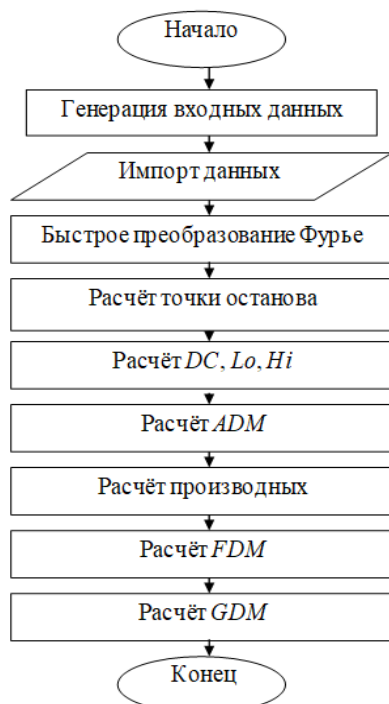 Начало
Генерация входных данных
Импорт данных
Быстрое преобразование Фурье
Расчёт точки останова
Расчёт DC, Lo, Hi
Расчёт ADM
Расчёт производных
Расчёт FDM
Расчёт GDM
Конец